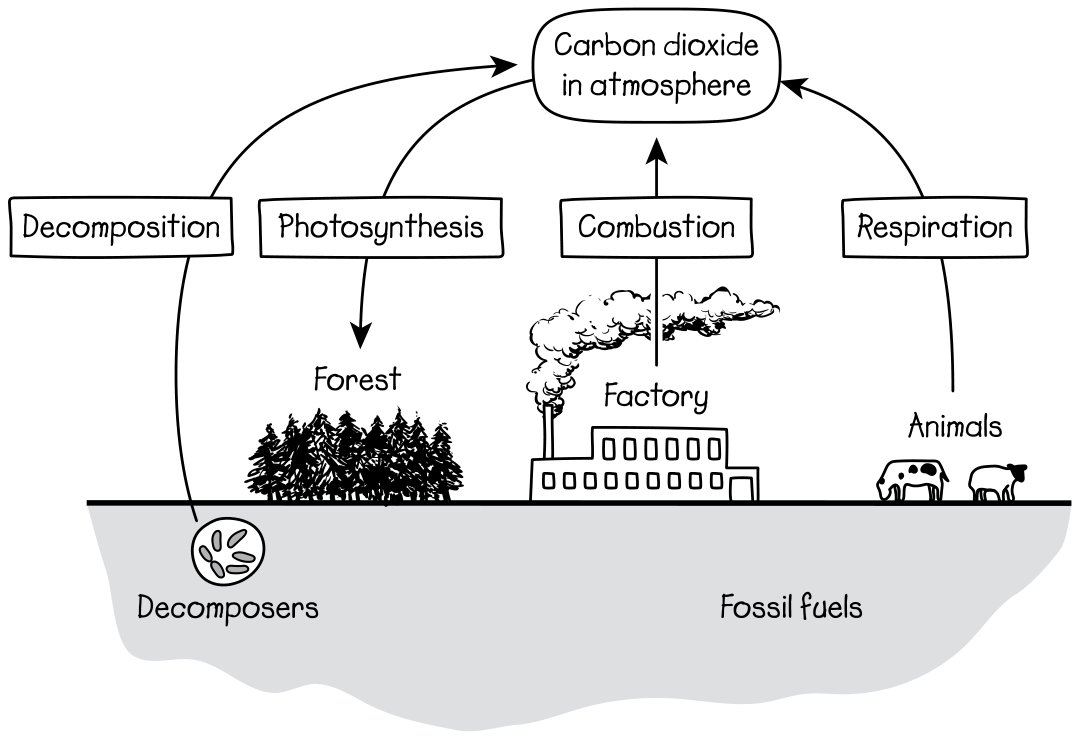 Carbon dioxide
in atmosphere
Decomposition
Photosynthesis
Combustion
Respiration
Forest
Factory
Animals
Decomposers
Fossil fuels